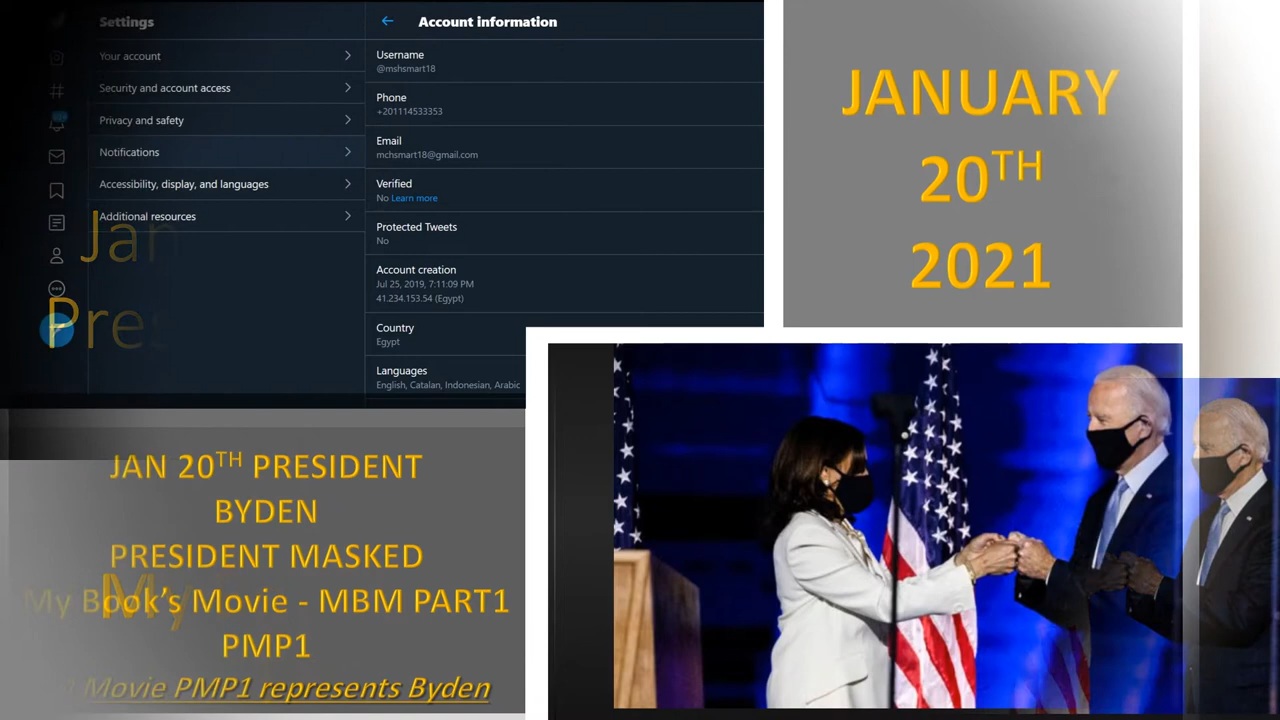 Settings
Your account
Security and account access
Privacy and safety
Notifications
Accessibility, display, and languages
Additional resources
Jan
Pres
Account information
Username
@mshsmart18
Phone
+201114533353
Email
mchsmart18@gmail.com
Verified
No Learn more
Protected Tweets
No
Account creation
Jul 25, 2019, 7:11:09 PM
41.234.153.54 (Egypt)
Country
Egypt
Languages
English, Catalan, Indonesian, Arabic
JANUARY
20TH
2021
JAN 20TH PRESIDENT
BYDEN
PRESIDENT MASKED
My Book's Movie - MBM PART1
My
PMP1
Movie PMP1 represents Byden